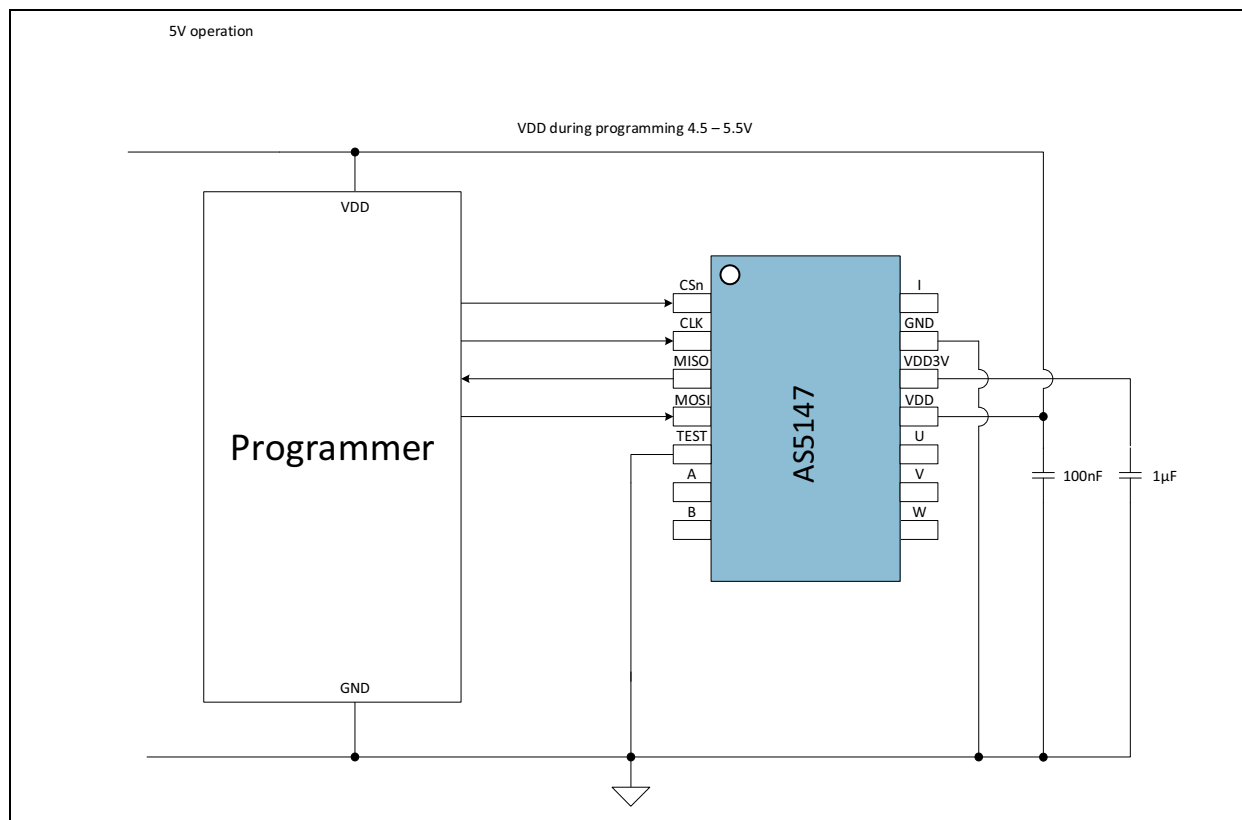 5V operation
VDD during programming 4.5 – 5.5V
VDD
Programmer
GND
CSn
CLK
MISO
MOSI
TEST
A
B
AS5147
I
GND
VDD3V
VDD
U
V
W
100nF
1µF